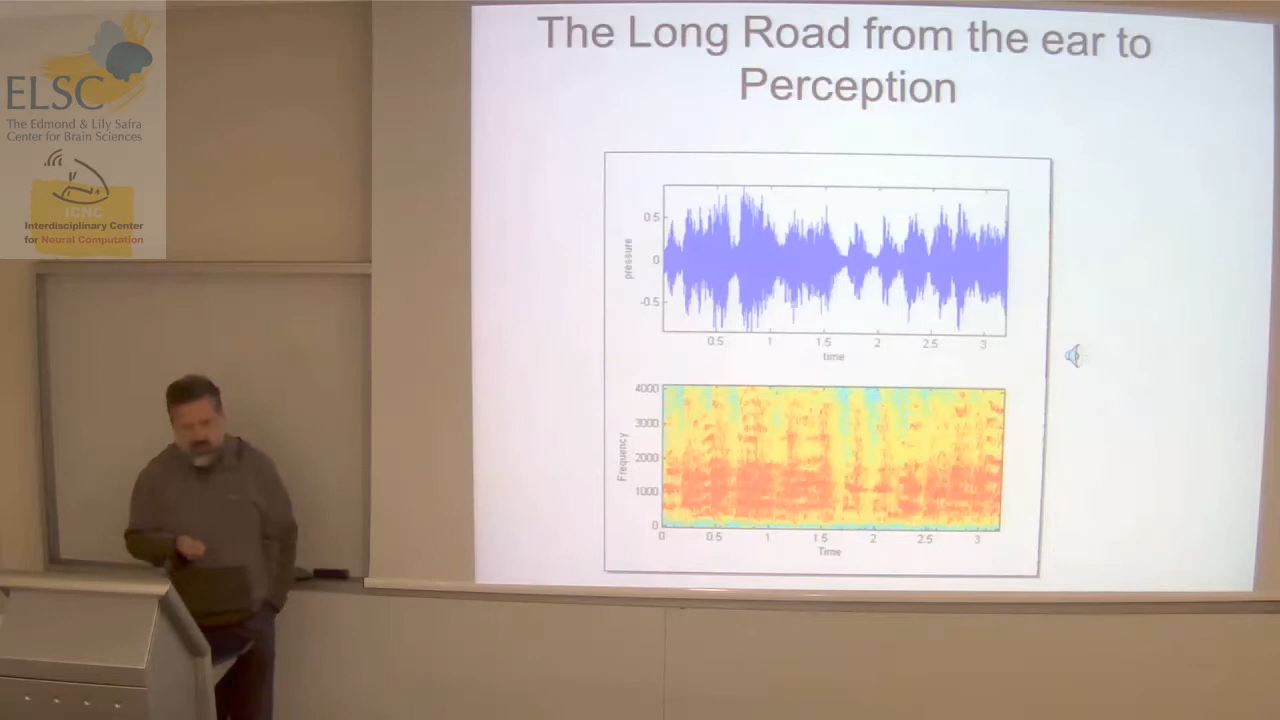 ELSC
The Edmond & Lily Safra
Center for Brain Sciences
ICNC
Interdisciplinary Center
for Neural Computation
The Long Road from the ear to
Perception
0.5
0
-0.5
pressure
0.5 1 1.5 2 2.5 3
time
4000
3000
2000
1000
0
Frequency
0 0.5 1 1.5 2 2.5 3
Time